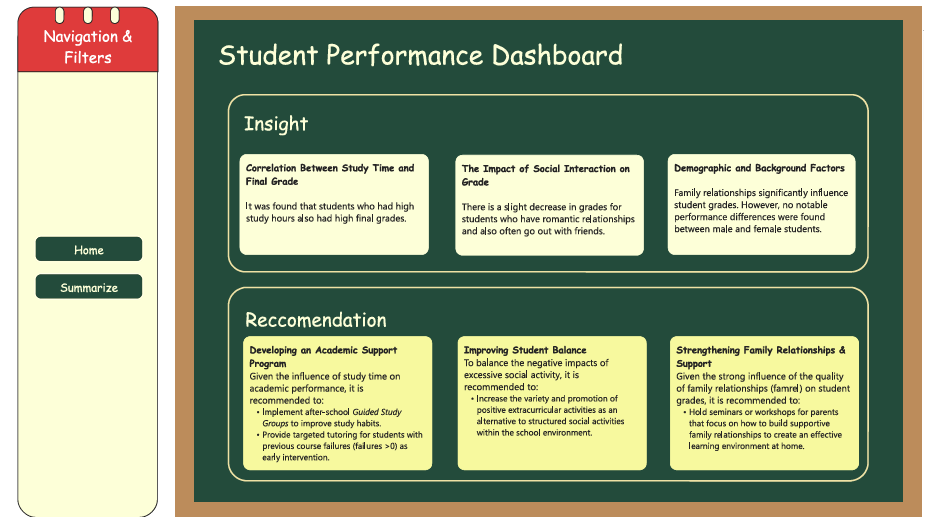 Navigation &
Filters
Home
Summarize
Student Performance Dashboard
Insight
Correlation Between Study Time and
Final Grade
It was found that students who had high
study hours also had high final grades.
The Impact of Social Interaction on
Grade
There is a slight decrease in grades for
students who have romantic relationships
and also often go out with friends.
Demographic and Background Factors
Family relationships significantly influence
student grades. However, no notable
performance differences were found
between male and female students.
Reccomendation
Developing an Academic Support
Program
Given the influence of study time on
academic performance, it is
recommended to:
• Implement after-school Guided Study
Groups to improve study habits.
• Provide targeted tutoring for students with
previous course failures (failures >0) as
early intervention.
Improving Student Balance
To balance the negative impacts of
excessive social activity, it is
recommended to:
• Increase the variety and promotion of
positive extracurricular activities as an
alternative to structured social activities
within the school environment.
Strengthening Family Relationships &
Support
Given the strong influence of the quality
of family relationships (famrel) on student
grades, it is recommended to:
• Hold seminars or workshops for parents
that focus on how to build supportive
family relationships to create an effective
learning environment at home.